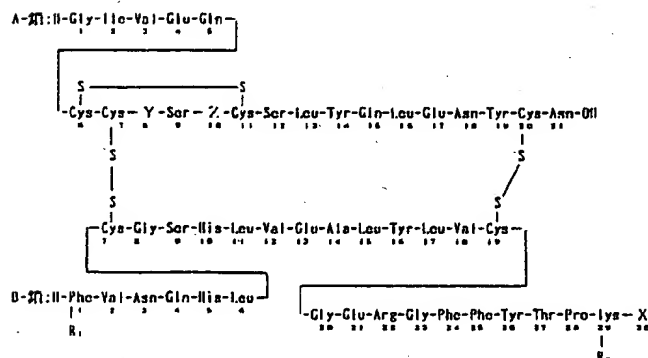 A-鎖:H-Gly-Ile-Val-Glu-Gln-
1 2 3 4 5
S S
-Cys-Cys-Y-Ser-Z-Cys-Ser-Leu-Tyr-Gln-Leu-Glu-Asn-Tyr-Cys-Asn-OH
6 7 8 9 10 11 12 13 14 15 16 17 18 19 20 21
S S
S S
-Cys-Gly-Ser-His-Leu-Val-Glu-Ala-Leu-Tyr-Leu-Val-Cys-
7 8 9 10 11 12 13 14 15 16 17 18 19
B-鎖:H-Phe-Val-Asn-Gln-His-Leu
1 2 3 4 5 6
R₁
-Gly-Glu-Arg-Gly-Phe-Phe-Tyr-Thr-Pro-Lys-X
20 21 22 23 24 25 26 27 28 29 30
R